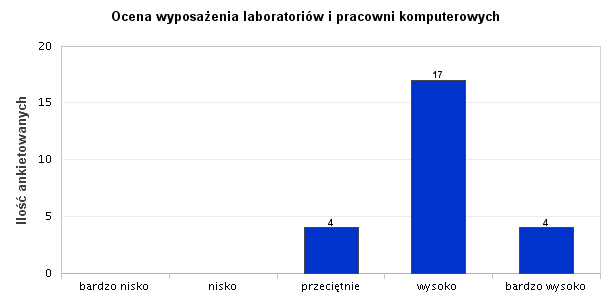 Ocena wyposażenia laboratoriów i pracowni komputerowych
Ilość ankietowanych
20
15
10
5
0
4
17
4
bardzo nisko nisko przeciętnie wysoko bardzo wysoko